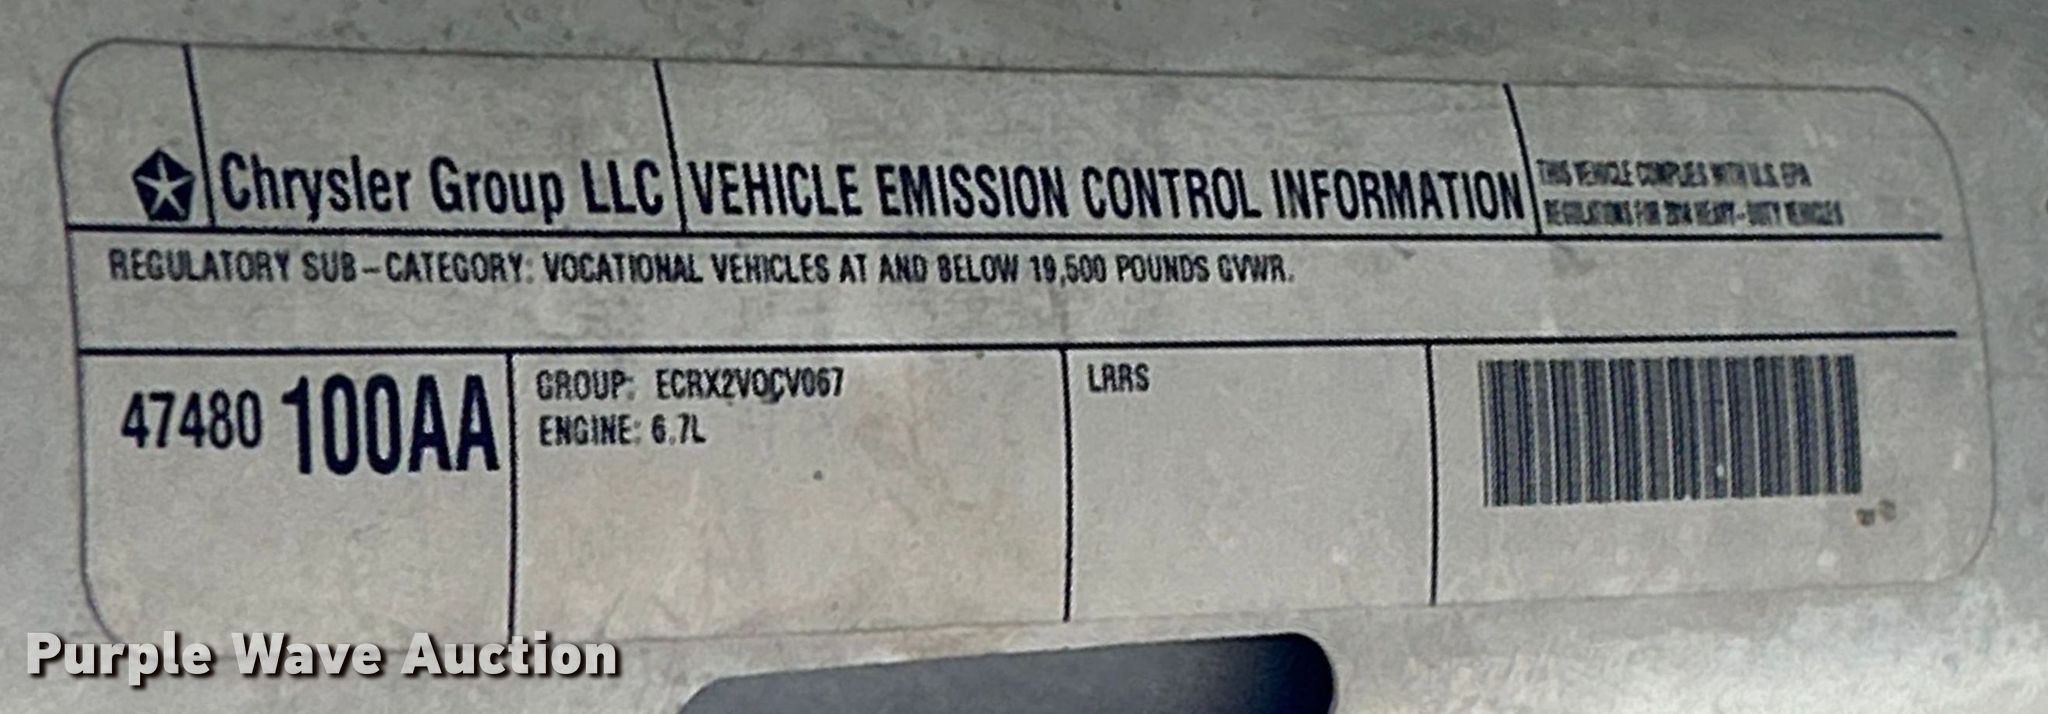 Chrysler Group LLC
VEHICLE EMISSION CONTROL INFORMATION
THIS VEHICLE COMPLIES WITH U.S. EPA
REGULATIONS FOR 2014 HEAVY-DUTY VEHICLES
REGULATORY SUB-CATEGORY: VOCATIONAL VEHICLES AT AND BELOW 19,500 POUNDS GVWR.
47480 100AA
GROUP: ECRX2VOCV067
ENGINE: 6.7L
LRRS
Purple Wave Auction